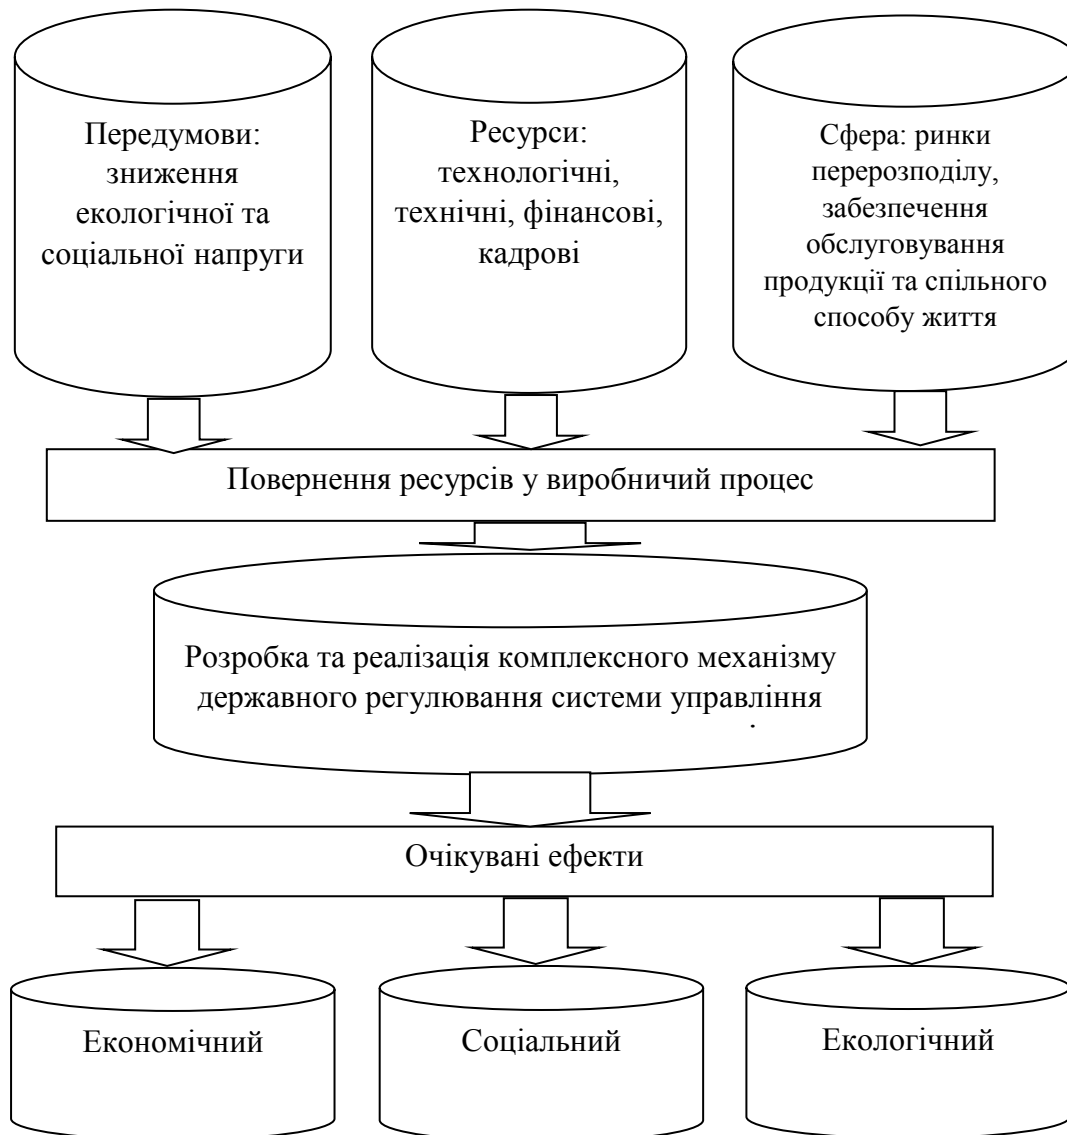 Передумови:
зниження
екологічної та
соціальної напруги
Ресурси:
технологічні,
технічні, фінансові,
кадрові
Сфера: ринки
перерозподілу,
забезпечення
обслуговування
продукції та спільного
способу життя
Повернення ресурсів у виробничий процес
Розробка та реалізація комплексного механізму
державного регулювання системи управління
Очікувані ефекти
Економічний
Соціальний
Екологічний